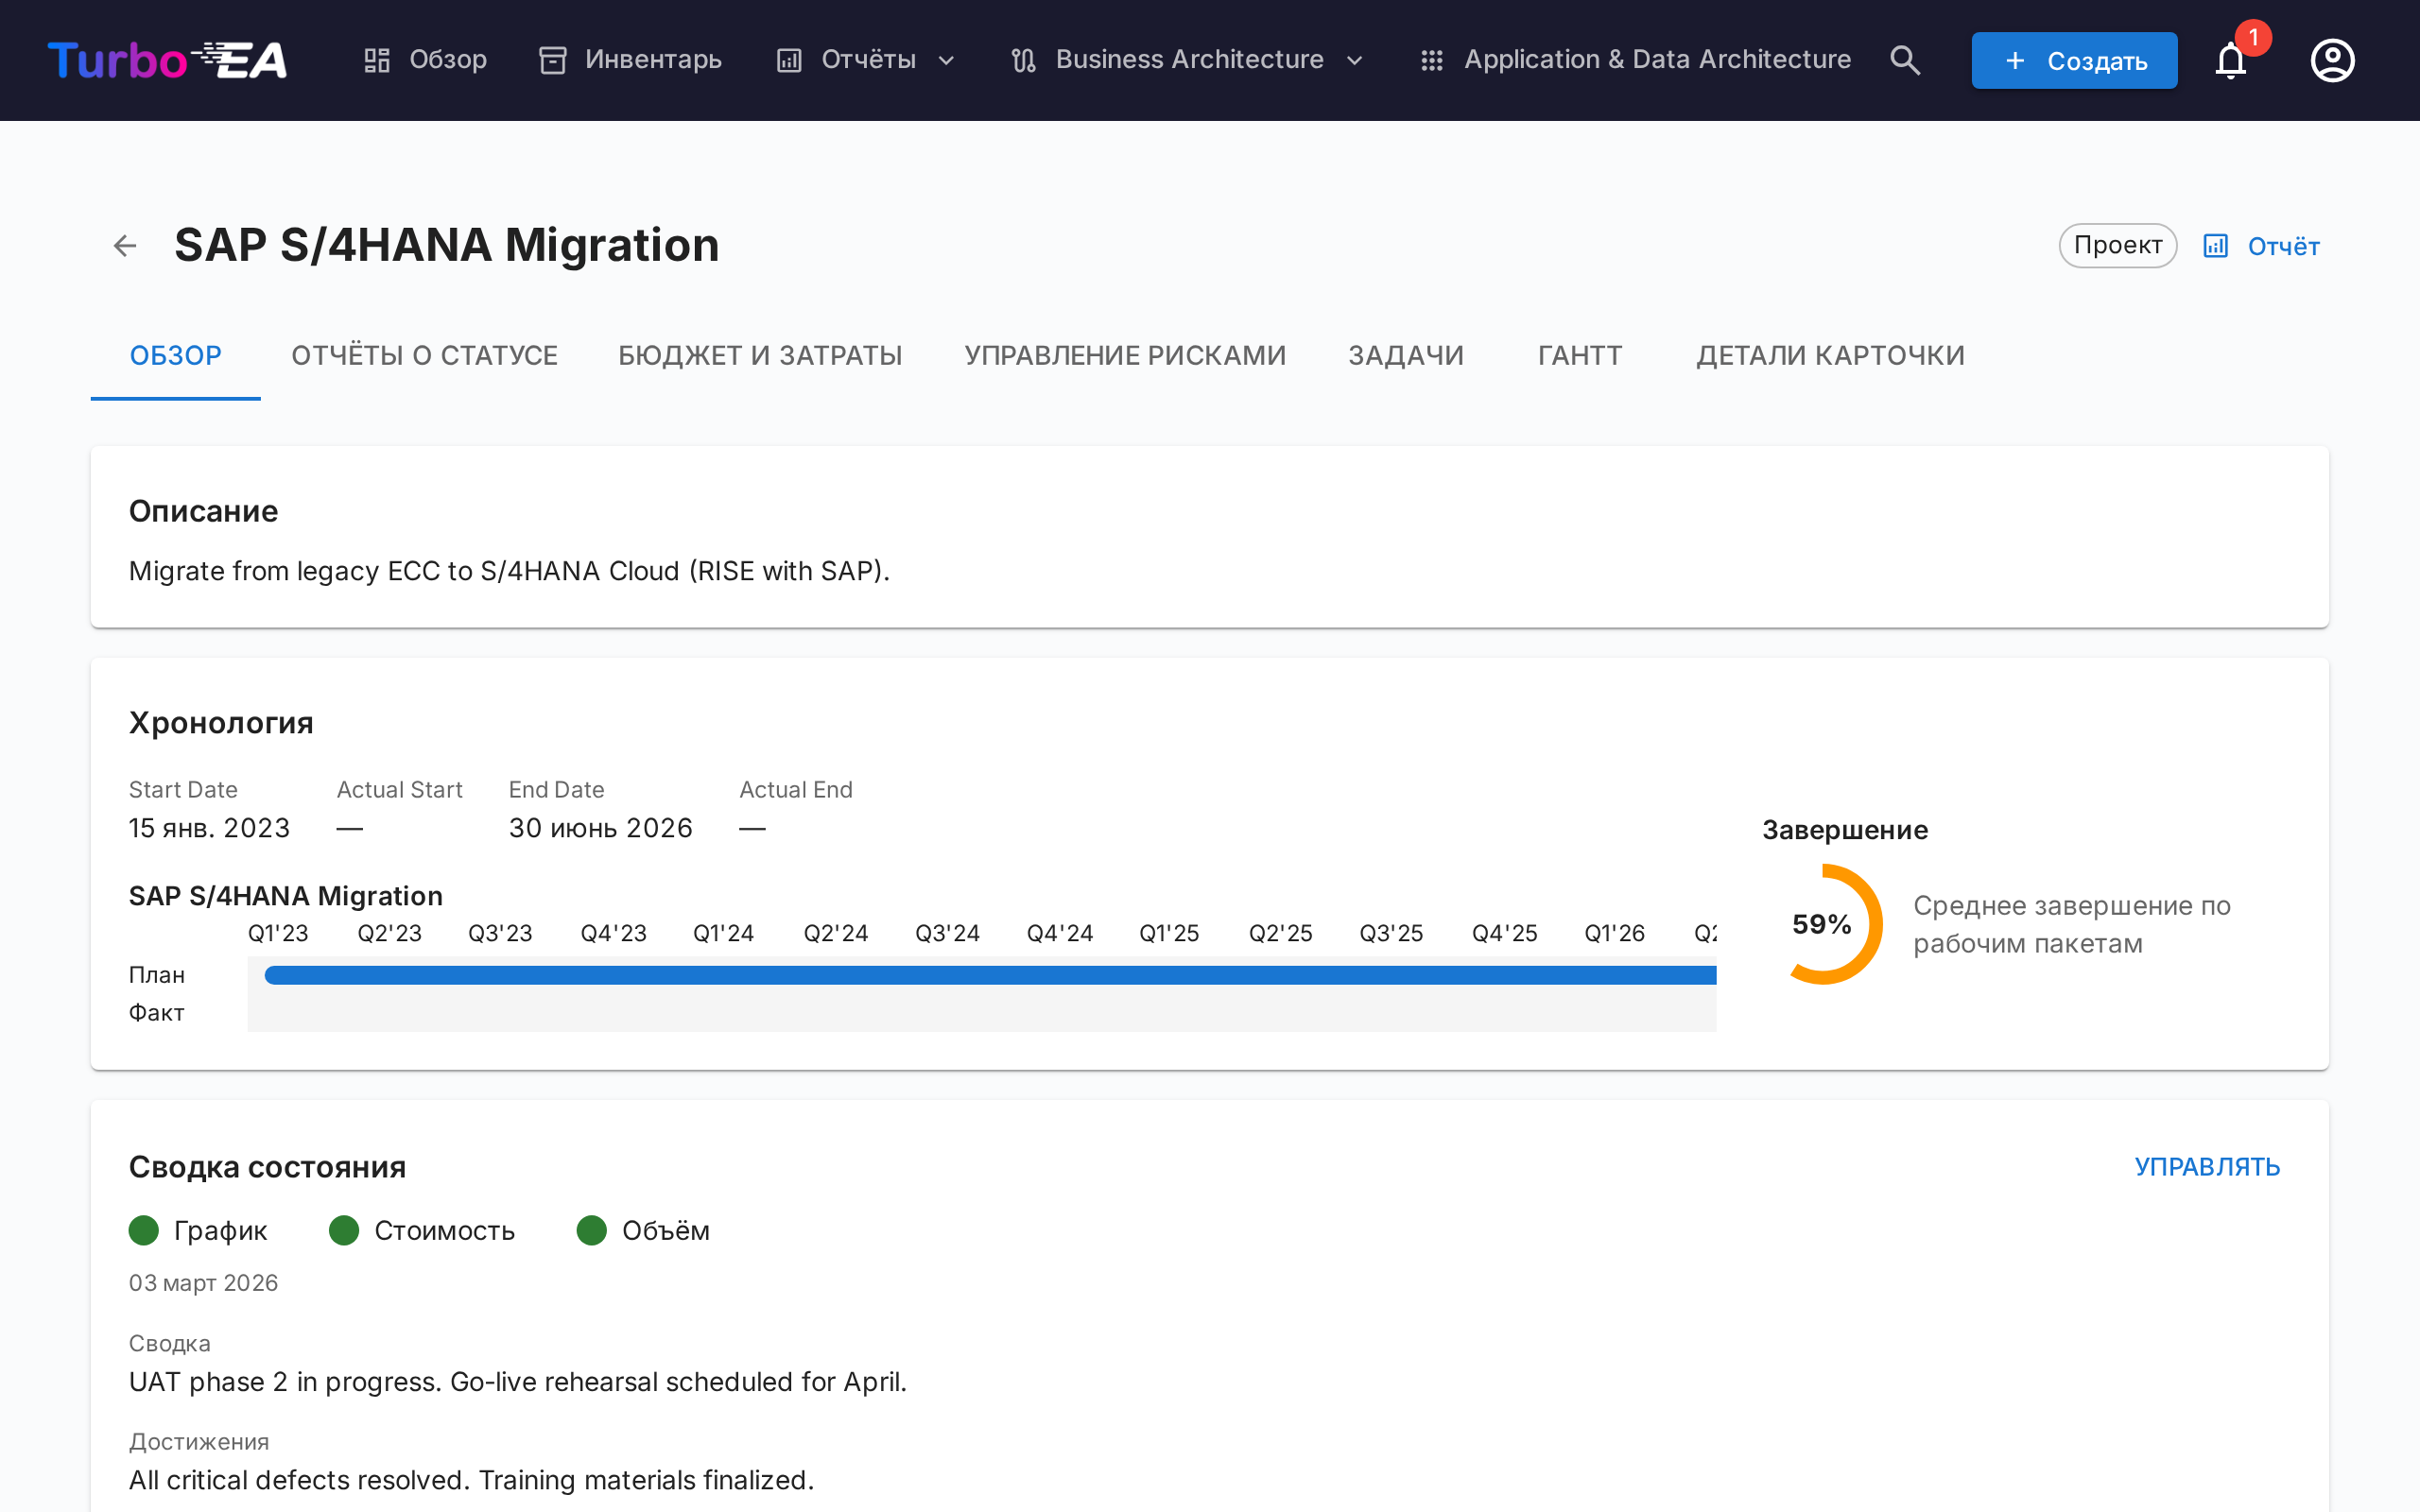 Turbo EA
Обзор
Инвентарь
Отчёты
Business Architecture
Application & Data Architecture
+ Создать
1
SAP S/4HANA Migration
Проект
Отчёт
ОБЗОР
ОТЧЁТЫ О СТАТУСЕ
БЮДЖЕТ И ЗАТРАТЫ
УПРАВЛЕНИЕ РИСКАМИ
ЗАДАЧИ
ГАНТТ
ДЕТАЛИ КАРТОЧКИ
Описание
Migrate from legacy ECC to S/4HANA Cloud (RISE with SAP).
Хронология
Start Date
15 янв. 2023
Actual Start
—
End Date
30 июнь 2026
Actual End
—
SAP S/4HANA Migration
Q1'23 Q2'23 Q3'23 Q4'23 Q1'24 Q2'24 Q3'24 Q4'24 Q1'25 Q2'25 Q3'25 Q4'25 Q1'26
План
Факт
Завершение
59%
Среднее завершение по
рабочим пакетам
Сводка состояния
УПРАВЛЯТЬ
График
Стоимость
Объём
03 март 2026
Сводка
UAT phase 2 in progress. Go-live rehearsal scheduled for April.
Достижения
All critical defects resolved. Training materials finalized.